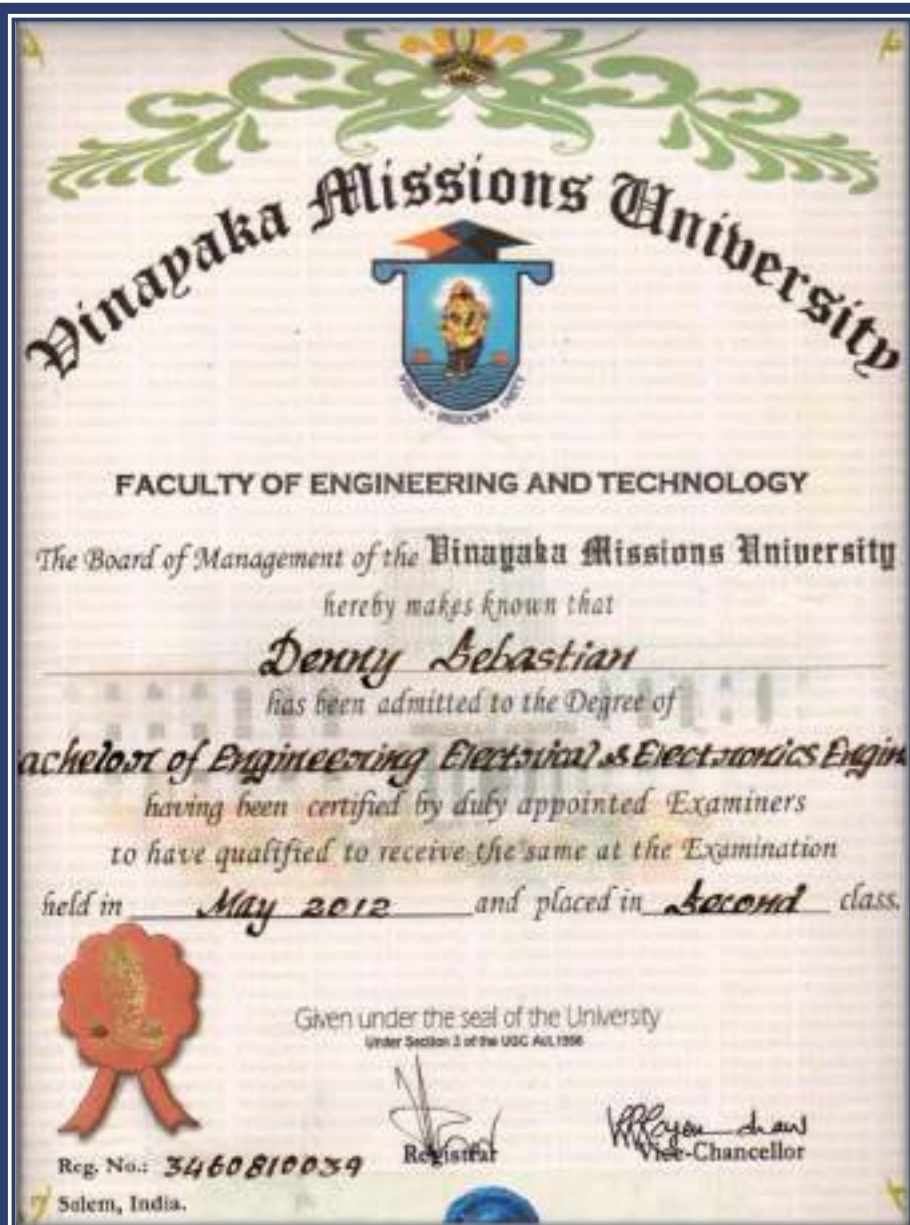 Vinayaka Missions University
VISION • WISDOM • UNITY
FACULTY OF ENGINEERING AND TECHNOLOGY
The Board of Management of the Vinayaka Missions University
hereby makes known that
Denny Sebastian
has been admitted to the Degree of
achelor of Engineering Electrical & Electronics Engin
having been certified by duly appointed Examiners
to have qualified to receive the same at the Examination
held in May 2012 and placed in Second class.
Given under the seal of the University
Under Section 3 of the UGC Act, 1956
Registrar
Vice-Chancellor
Reg. No.: 3460810039
Salem, India.